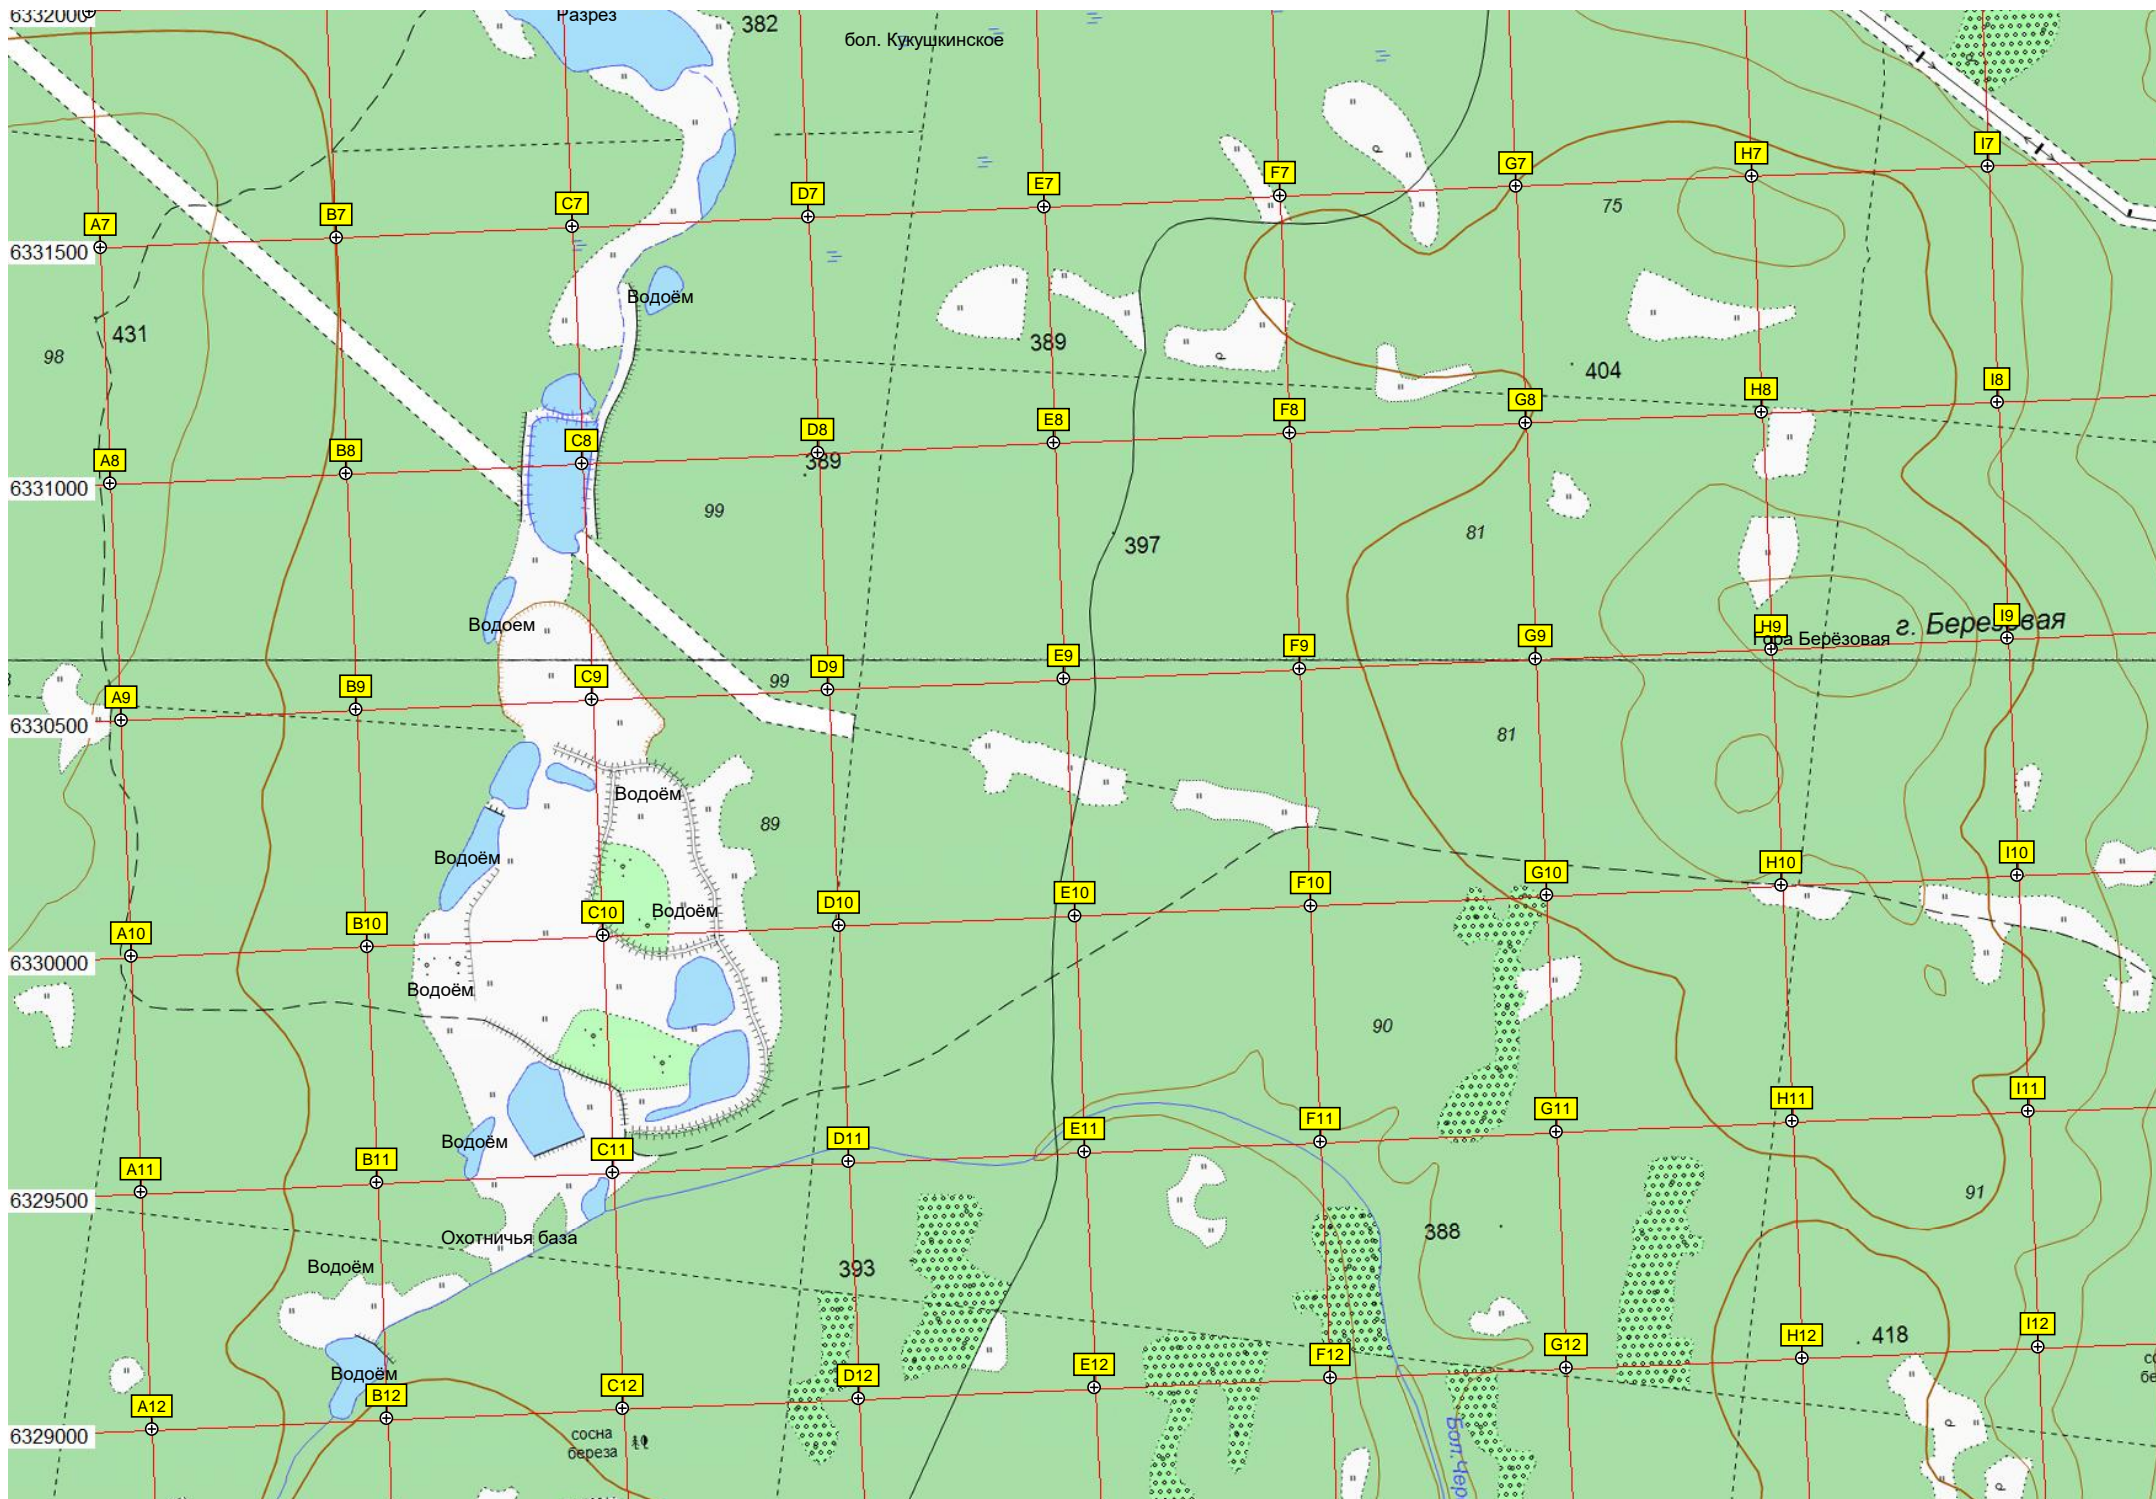 6332000
Разрез
382
бол. Кукушкинское
I7
H7
G7
F7
E7
D7
C7
B7
A7
75
6331500
Водоём
431
98
389
404
I8
H8
G8
F8
E8
D8
C8
B8
A8
389
6331000
99
81
397
I9
H9
г. Березовая
Гора Берёзовая
Водоем
G9
F9
E9
D9
C9
B9
A9
99
6330500
81
Водоём
89
Водоём
I10
H10
G10
F10
E10
D10
C10
Водоём
B10
A10
6330000
Водоём
90
I11
H11
G11
F11
E11
D11
C11
Водоём
B11
A11
6329500
91
388
Охотничья база
Водоём
393
I12
H12
418
G12
F12
E12
D12
C12
Водоём
B12
A12
6329000
сосна
береза
Бол. Чер